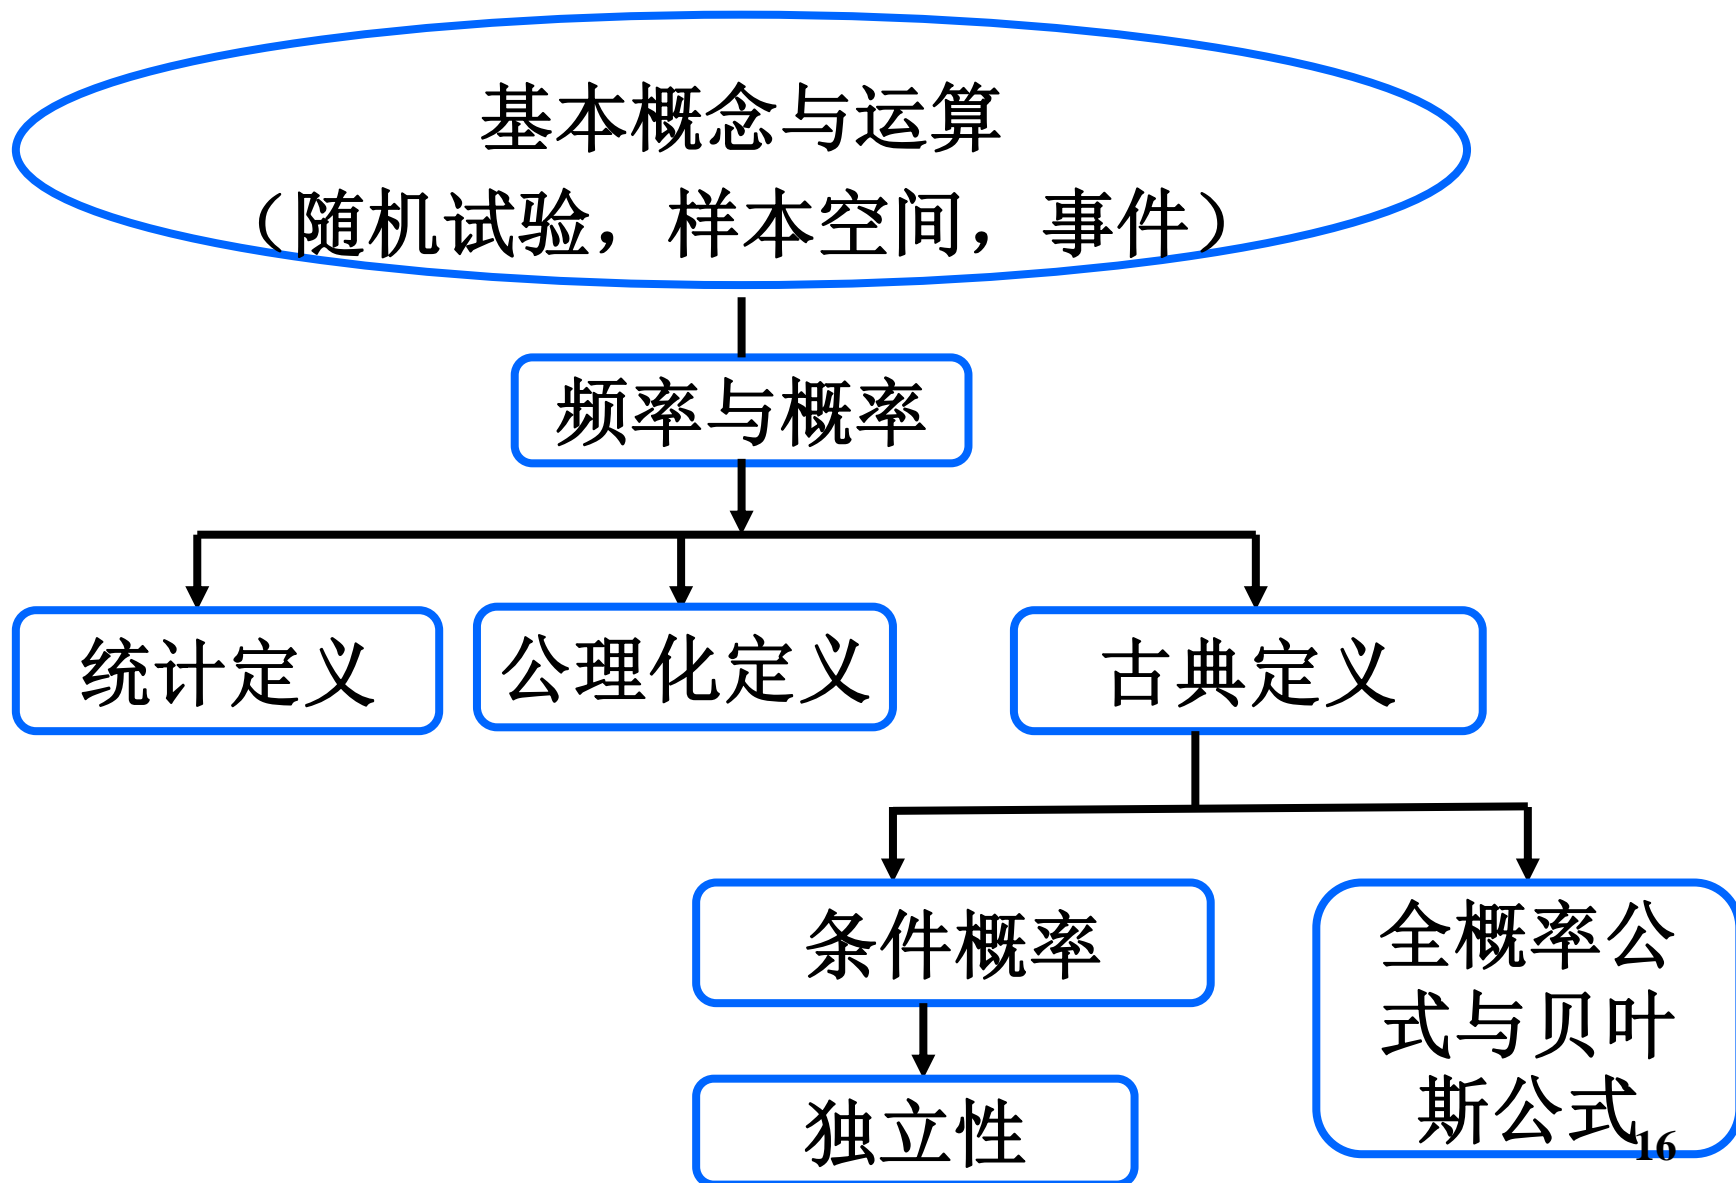 基本概念与运算
（随机试验，样本空间，事件）
频率与概率
统计定义
公理化定义
古典定义
条件概率
全概率公
式与贝叶
斯公式
独立性
16